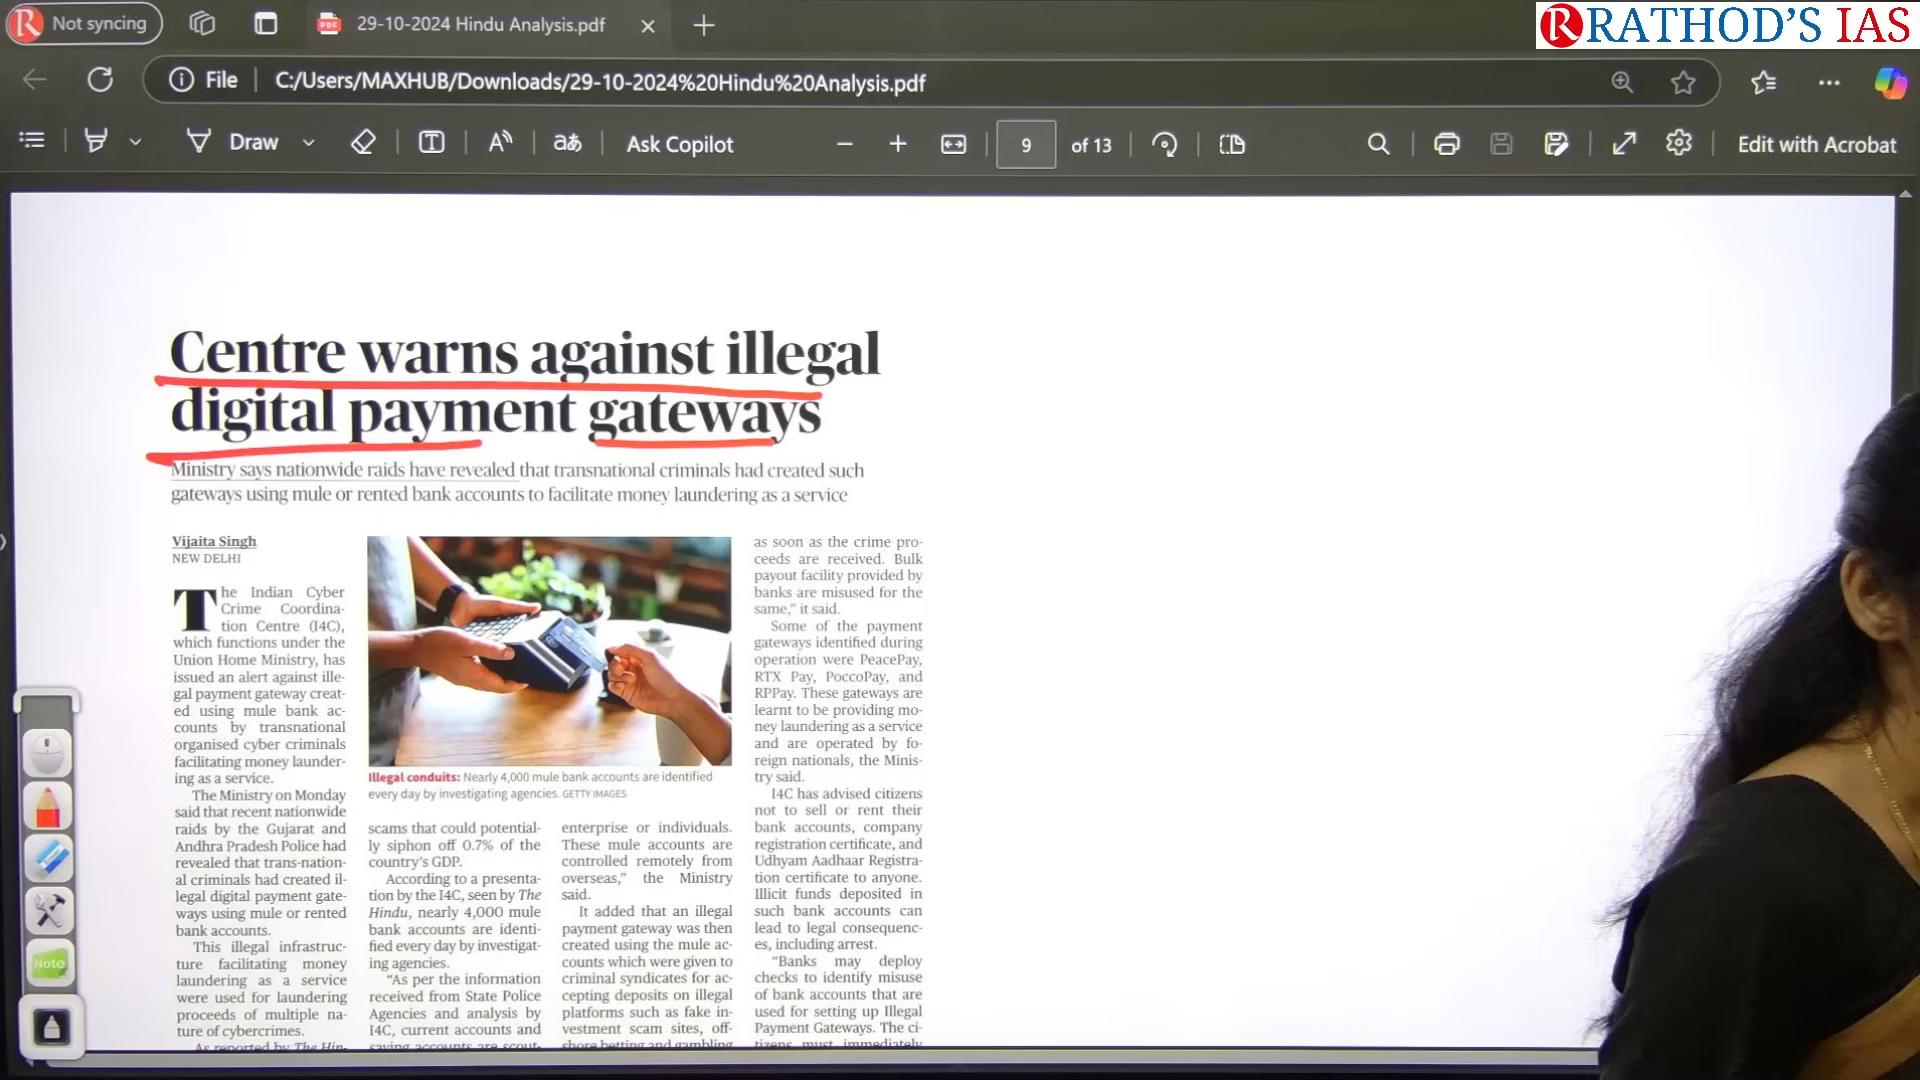 Not syncing
29-10-2024 Hindu Analysis.pdf
RATHOD'S IAS
File
C:/Users/MAXHUB/Downloads/29-10-2024%20Hindu%20Analysis.pdf
Draw
Ask Copilot
9 of 13
Edit with Acrobat
Centre warns against illegal
digital payment gateways
Ministry says nationwide raids have revealed that transnational criminals had created such
gateways using mule or rented bank accounts to facilitate money laundering as a service
Vijaita Singh
NEW DELHI
The Indian Cyber
Crime Coordina-
tion Centre (I4C),
which functions under the
Union Home Ministry, has
issued an alert against ille-
gal payment gateway creat-
ed using mule bank ac-
counts by transnational
organised cyber criminals
facilitating money launder-
ing as a service.
The Ministry on Monday
said that recent nationwide
raids by the Gujarat and
Andhra Pradesh Police had
revealed that trans-nation-
al criminals had created il-
legal digital payment gate-
ways using mule or rented
bank accounts.
This illegal infrastruc-
ture facilitating money
laundering as a service
were used for laundering
proceeds of multiple na-
ture of cybercrimes.
As reported by The Hin-
Illegal conduits: Nearly 4,000 mule bank accounts are identified
every day by investigating agencies. GETTY IMAGES
scams that could potential-
ly siphon off 0.7% of the
country's GDP.
According to a presenta-
tion by the I4C, seen by The
Hindu, nearly 4,000 mule
bank accounts are identi-
fied every day by investigat-
ing agencies.
"As per the information
received from State Police
Agencies and analysis by
I4C, current accounts and
saving accounts are scout-
enterprise or individuals.
These mule accounts are
controlled remotely from
overseas," the Ministry
said.
It added that an illegal
payment gateway was then
created using the mule ac-
counts which were given to
criminal syndicates for ac-
cepting deposits on illegal
platforms such as fake in-
vestment scam sites, off-
shore betting and gambling
as soon as the crime pro-
ceeds are received. Bulk
payout facility provided by
banks are misused for the
same," it said.
Some of the payment
gateways identified during
operation were PeacePay,
RTX Pay, PoccoPay, and
RPPay. These gateways are
learnt to be providing mo-
ney laundering as a service
and are operated by fo-
reign nationals, the Minis-
try said.
I4C has advised citizens
not to sell or rent their
bank accounts, company
registration certificate, and
Udhyam Aadhaar Registra-
tion certificate to anyone.
Illicit funds deposited in
such bank accounts can
lead to legal consequenc-
es, including arrest.
"Banks may deploy
checks to identify misuse
of bank accounts that are
used for setting up Illegal
Payment Gateways. The ci-
tizens must immediately
Note